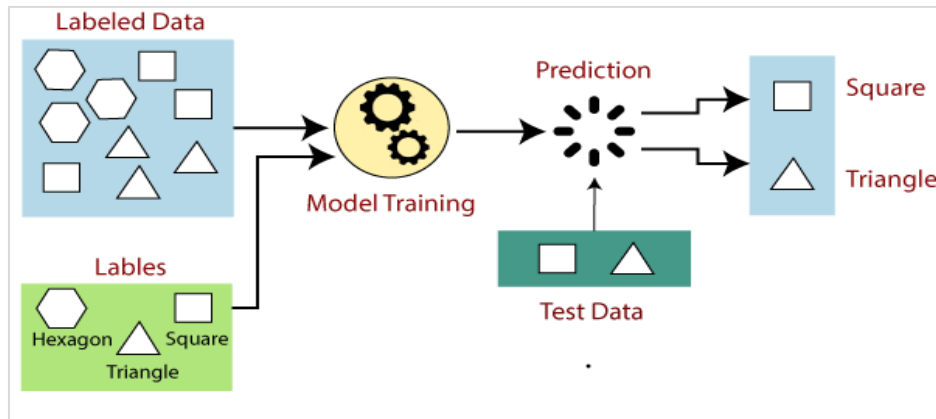 Labeled Data
Prediction
Square
Triangle
Model Training
Lables
Hexagon
Square
Triangle
Test Data
.